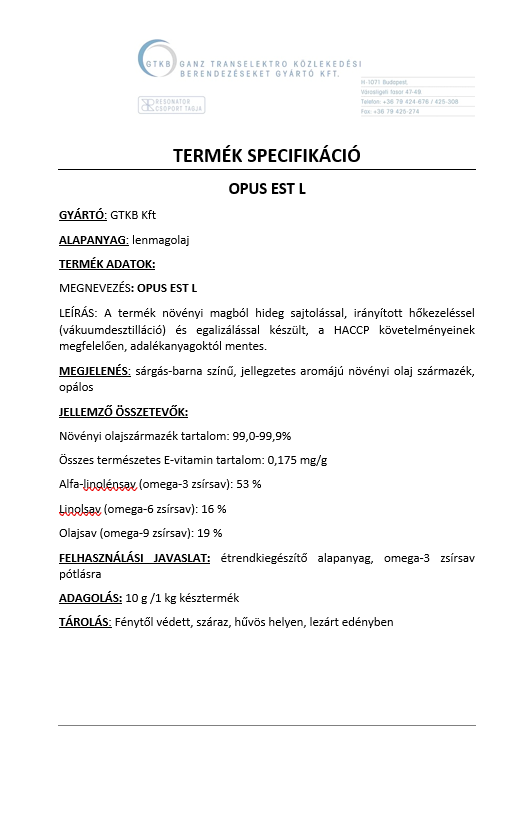 GTKB GANZ TRANSELEKTRO KÖZLEKEDÉSI
BERENDEZÉSEKET GYÁRTÓ KFT.
H-1071 Budapest,
Városligeti fasor 47-49
RESONATOR
CSOPORT TAGJA
Telefon: +36 79 424-676 / 425-308
Fax: +36 79 425-274
TERMÉK SPECIFIKÁCIÓ
OPUS EST L
GYÁRTÓ: GTKB Kft
ALAPANYAG: lenmagolaj
TERMÉK ADATOK:
MEGNEVEZÉS: OPUS EST L
LEÍRÁS: A termék növényi magból hideg sajtolással, irányított hőkezeléssel
(vákuumdesztilláció) és egalizálással készült, a HACCP követelményeinek
megfelelően, adalékanyagoktól mentes.
MEGJELENÉS: sárgás-barna színű, jellegzetes aromájú növényi olaj származék,
opálos
JELLEMZŐ ÖSSZETEVŐK:
Növényi olajszármazék tartalom: 99,0-99,9%
Összes természetes E-vitamin tartalom: 0,175 mg/g
Alfa-linolénsav (omega-3 zsírsav): 53 %
Linolsav (omega-6 zsírsav): 16 %
Olajsav (omega-9 zsírsav): 19 %
FELHASZNÁLÁSI JAVASLAT: étrendkiegészítő alapanyag, omega-3 zsírsav
pótlásra
ADAGOLÁS: 10 g /1 kg késztermék
TÁROLÁS: Fénytől védett, száraz, hűvös helyen, lezárt edényben